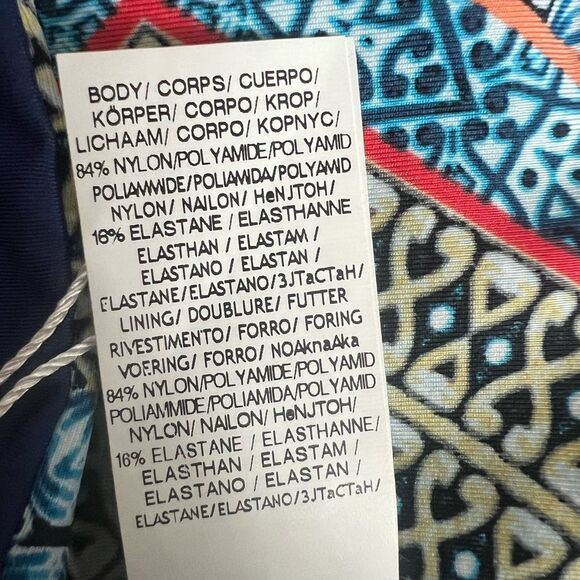 BODY/ CORPS/ CUERPO/
KÖRPER/ CORPO/ KROP/
LICHAAM/ CORPO/ KOPNYC/
84% NYLON/POLYAMIDE/POLYAMID
POLIAMMIDE/POLIAMIDA/POLYAMID
NYLON/ NAILON/ HeNJTOH/
16% ELASTANE / ELASTHANNE
ELASTHAN / ELASTAM /
ELASTANO / ELASTAN /
ELASTANE/ELASTANO/3JTaCTaH/
LINING/ DOUBLURE/ FUTTER
RIVESTIMENTO/ FORRO/ FORING
VOERING/ FORRO/ NOAknaAka
84% NYLON/POLYAMIDE/POLYAMID
POLIAMMIDE/POLIAMIDA/POLYAMID
NYLON/ NAILON/ HeNJTOH/
16% ELASTANE / ELASTHANNE/
ELASTHAN / ELASTAM /
ELASTANO / ELASTAN /
ELASTANE/ELASTANO/3JTaCTaH/